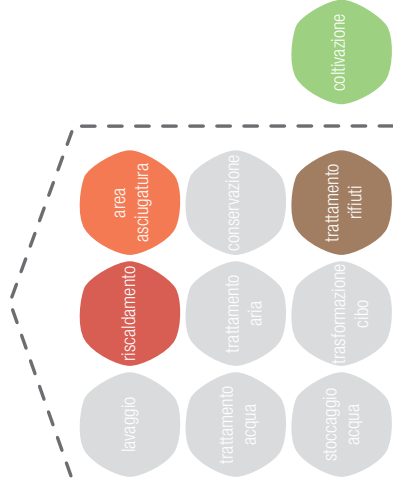 lavaggio
riscaldamento
area
asciugatura
trattamento
acqua
trattamento
aria
conservazione
stoccaggio
acqua
trasformazione
cibo
trattamento
rifiuti
coltivazione